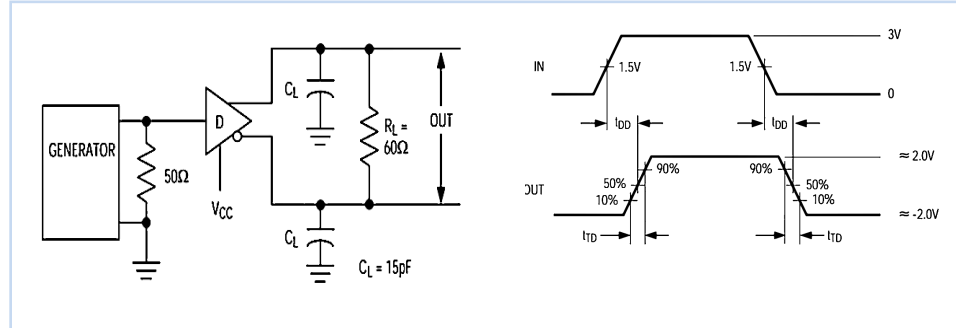 GENERATOR
50Ω
D
VCC
CL
CL
CL = 15pF
RL =
60Ω
OUT
IN
3V
1.5V
1.5V
0
tDD
tDD
OUT
≈ 2.0V
90%
90%
50%
50%
10%
10%
≈ -2.0V
tTD
tTD